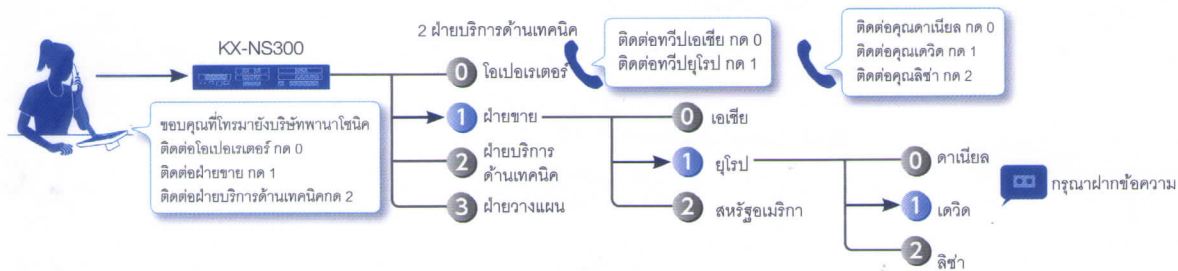 KX-NS300
ขอบคุณที่โทรมายังบริษัทพานาโซนิค
ติดต่อโอเปอเรเตอร์ กด 0
ติดต่อฝ่ายขาย กด 1
ติดต่อฝ่ายบริการด้านเทคนิคกด 2
2 ฝ่ายบริการด้านเทคนิค
0 โอเปอเรเตอร์
1 ฝ่ายขาย
2 ฝ่ายบริการ
ด้านเทคนิค
3 ฝ่ายวางแผน
ติดต่อทวีปเอเชีย กด 0
ติดต่อทวีปยุโรป กด 1
0 เอเชีย
1 ยุโรป
2 สหรัฐอเมริกา
ติดต่อคุณดาเนียล กด 0
ติดต่อคุณเดวิด กด 1
ติดต่อคุณลิซ่า กด 2
0 ดาเนียล
1 เดวิด
2 ลิซ่า
กรุณาฝากข้อความ